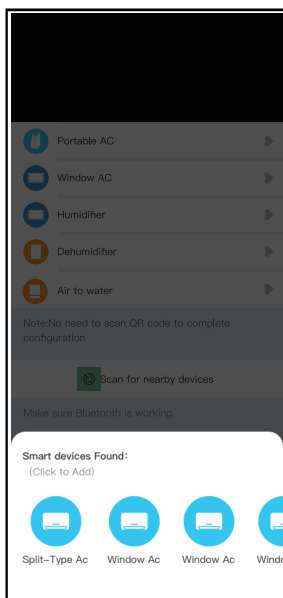 Portable AC
Window AC
Humidifier
Dehumidifier
Air to water
Note:No need to scan QR code to complete
configuration
Scan for nearby devices
Make sure Bluetooth is working.
Smart devices Found:
(Click to Add)
Split-Type Ac Window Ac Window Ac